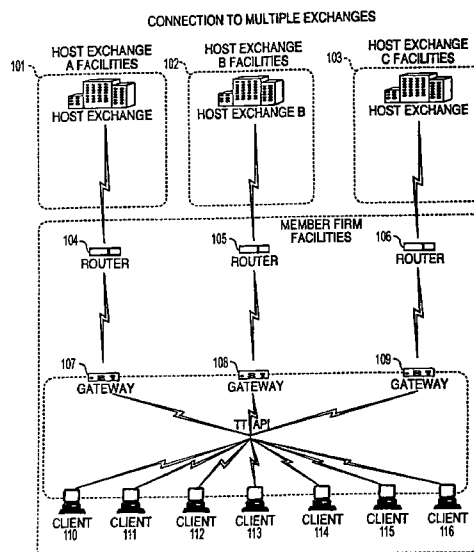 CONNECTION TO MULTIPLE EXCHANGES
HOST EXCHANGE
A FACILITIES
101
HOST EXCHANGE
HOST EXCHANGE
B FACILITIES
102
HOST EXCHANGE B
HOST EXCHANGE
C FACILITIES
103
HOST EXCHANGE
MEMBER FIRM
FACILITIES
104
ROUTER
105
ROUTER
106
ROUTER
107
GATEWAY
108
GATEWAY
109
GATEWAY
TT API
CLIENT
110
CLIENT
111
CLIENT
112
CLIENT
113
CLIENT
114
CLIENT
115
CLIENT
116